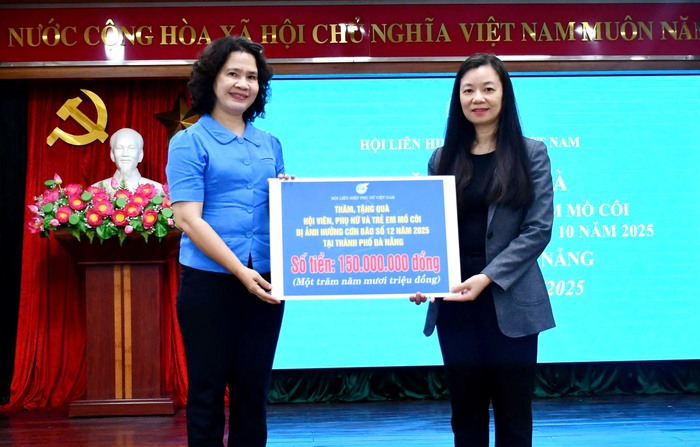 NƯỚC CỘNG HÒA XÃ HỘI CHỦ NGHĨA VIỆT NAM MUÔN NĂM
HỘI LIÊN HI VIỆT NAM
M MỒ CÔI
10 NĂM 2025
NẴNG
/2025
HỘI LIÊN HIỆP PHỤ NỮ VIỆT NAM
THĂM, TẶNG QUÀ
HỘI VIÊN, PHỤ NỮ VÀ TRẺ EM MỒ CÔI
BỊ ẢNH HƯỞNG CƠN BÃO SỐ 12 NĂM 2025
TẠI THÀNH PHỐ ĐÀ NẴNG
Số tiền: 150.000.000 đồng
(Một trăm năm mươi triệu đồng)